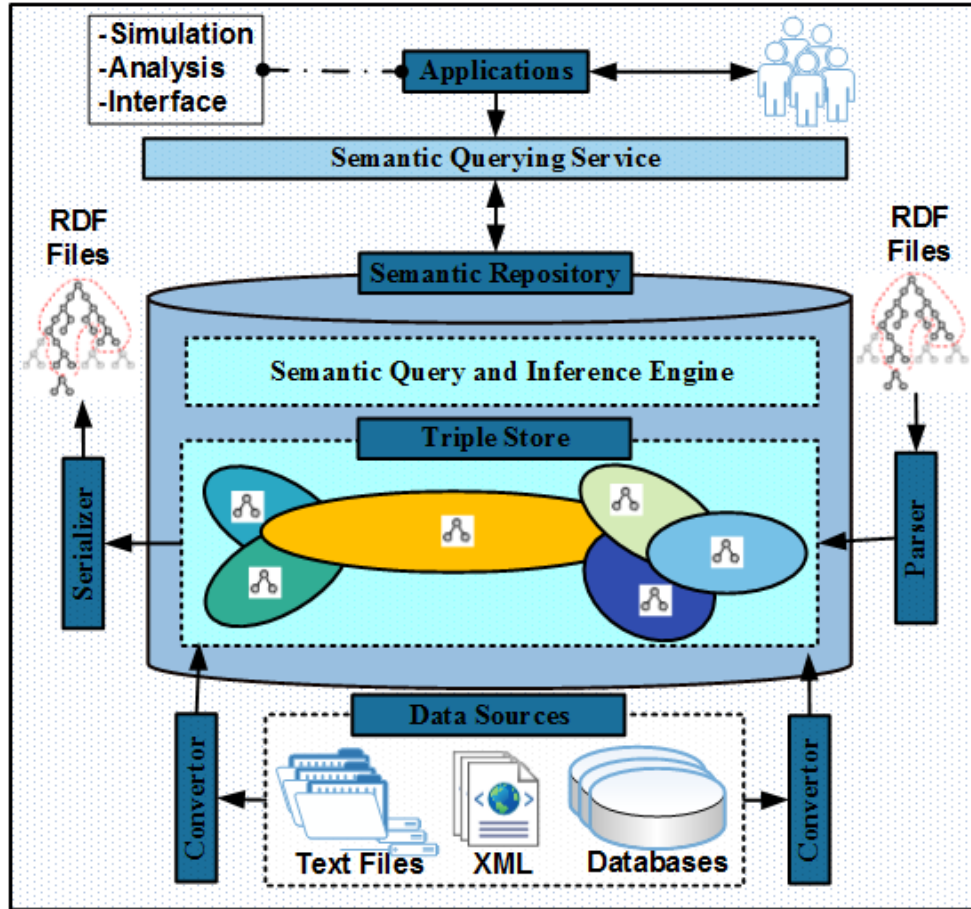 -Simulation
-Analysis
-Interface
Applications
Semantic Querying Service
RDF
Files
RDF
Files
Semantic Repository
Semantic Query and Inference Engine
Triple Store
Serializer
Parser
Data Sources
Convertor
Convertor
Text Files
XML
Databases